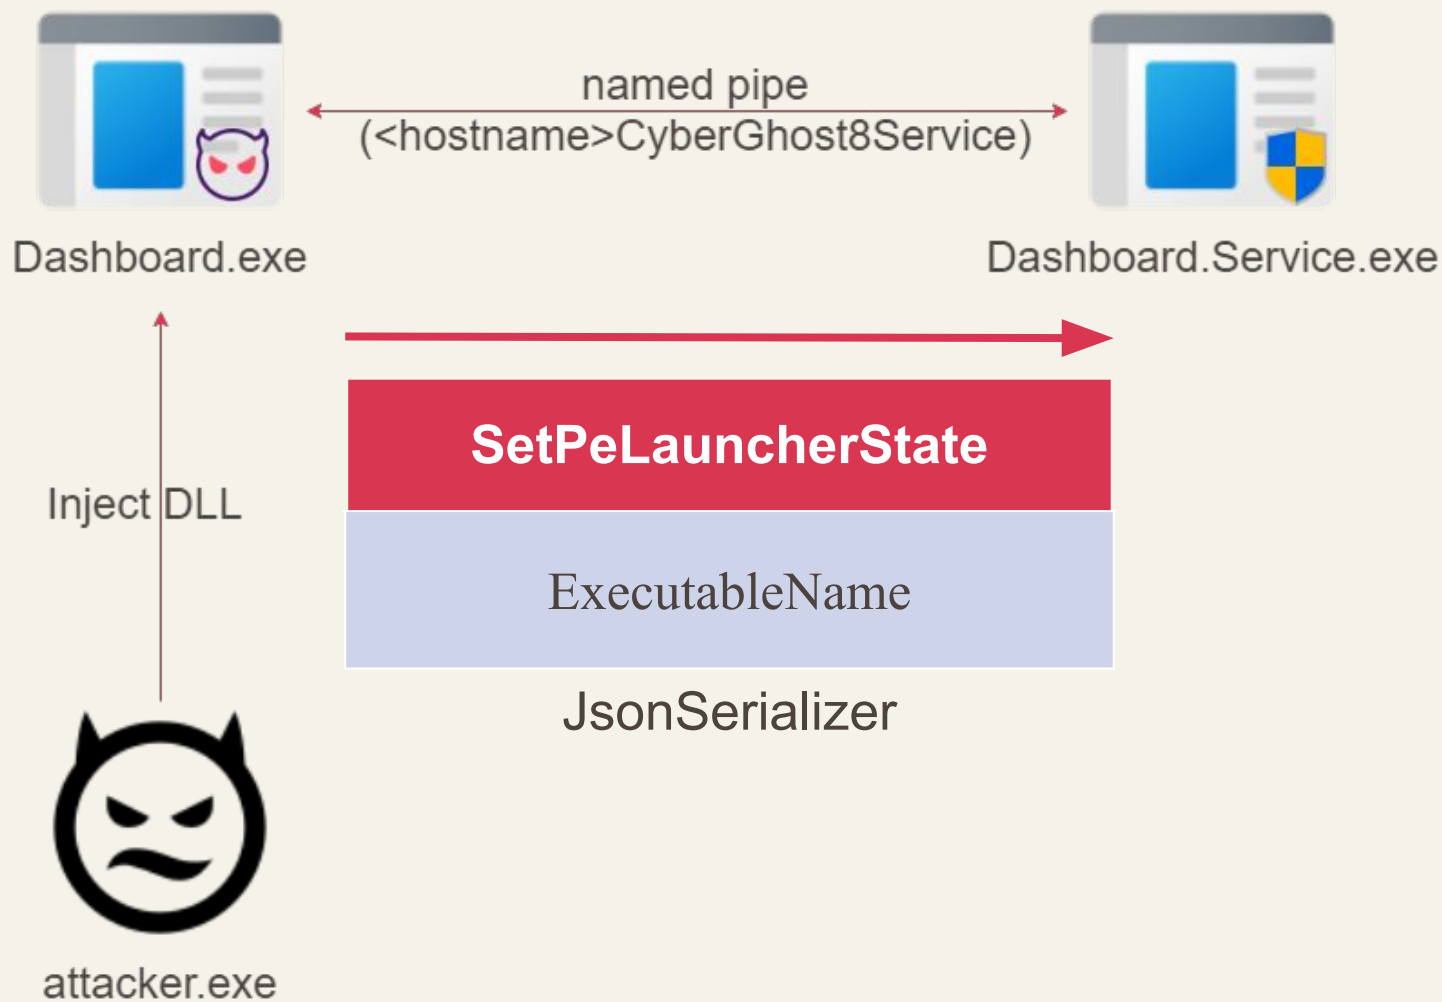 named pipe
(<hostname>CyberGhost8Service)
Dashboard.exe
Dashboard.Service.exe
SetPeLauncherState
Inject DLL
ExecutableName
JsonSerializer
attacker.exe